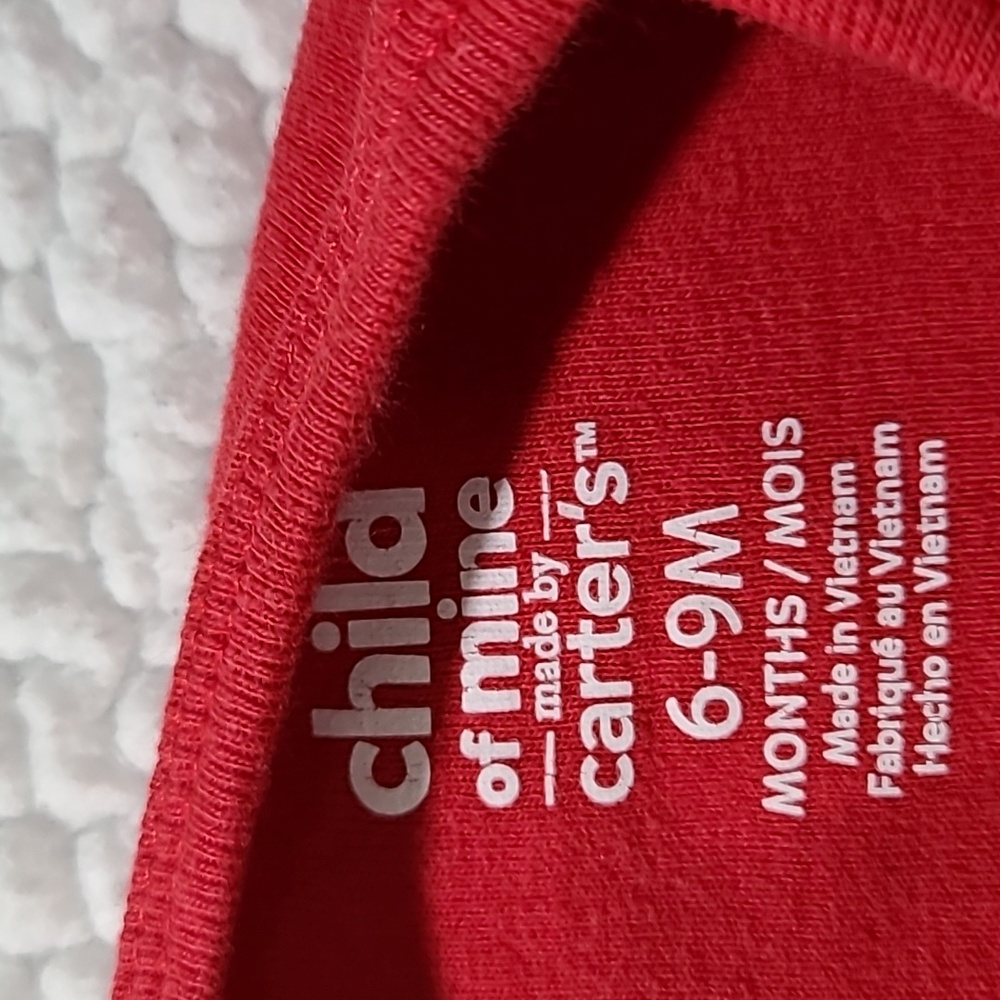 child
of mine
made by
carter's™
6-9M
MONTHS / MOIS
Made in Vietnam
Fabriqué au Vietnam
Hecho en Vietnam